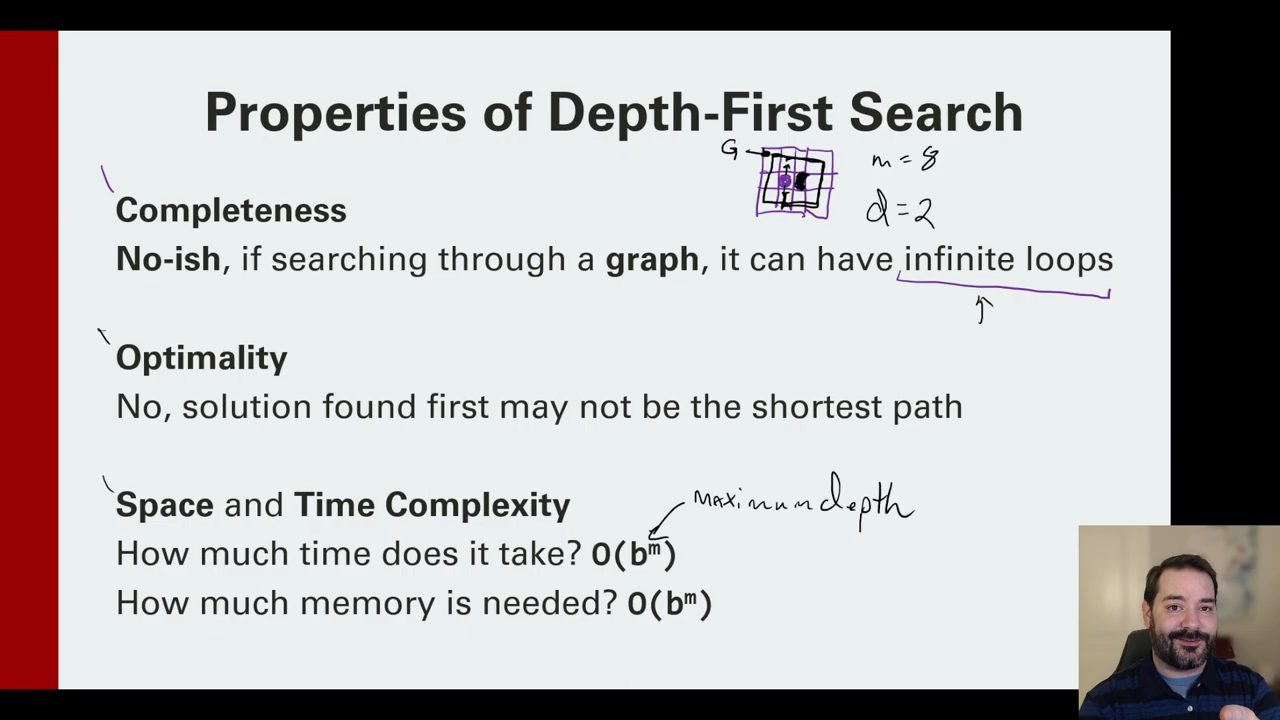 Properties of Depth-First Search
G
m = 8
d = 2
Completeness
No-ish, if searching through a graph, it can have infinite loops
Optimality
No, solution found first may not be the shortest path
Space and Time Complexity
maximum depth
How much time does it take? O(bᵐ)
How much memory is needed? O(bᵐ)